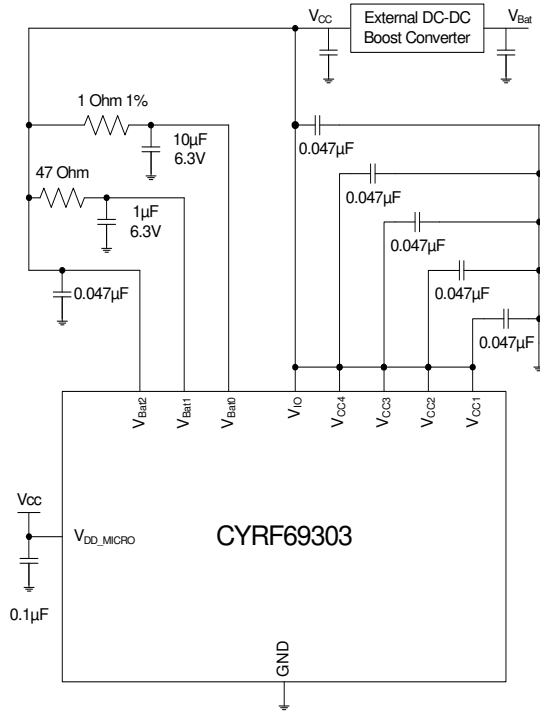 VCC
External DC-DC
Boost Converter
VBat
1 Ohm 1%
10µF
6.3V
0.047µF
47 Ohm
1µF
6.3V
0.047µF
0.047µF
0.047µF
0.047µF
0.047µF
VBat2
VBat1
VBat0
VIO
VCC4
VCC3
VCC2
VCC1
Vcc
VDD_MICRO
CYRF69303
0.1µF
GND